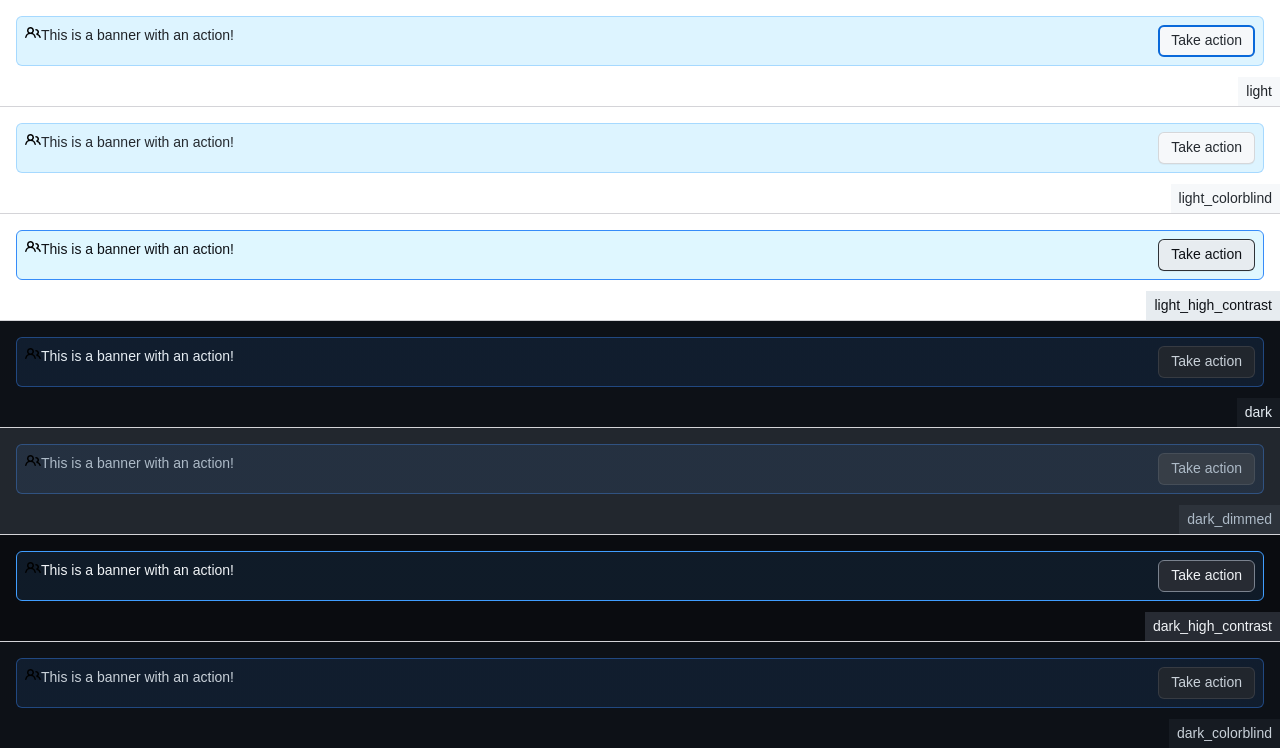 This is a banner with an action!
Take action
light
This is a banner with an action!
Take action
light_colorblind
This is a banner with an action!
Take action
light_high_contrast
This is a banner with an action!
Take action
dark
This is a banner with an action!
Take action
dark_dimmed
This is a banner with an action!
Take action
dark_high_contrast
This is a banner with an action!
Take action
dark_colorblind